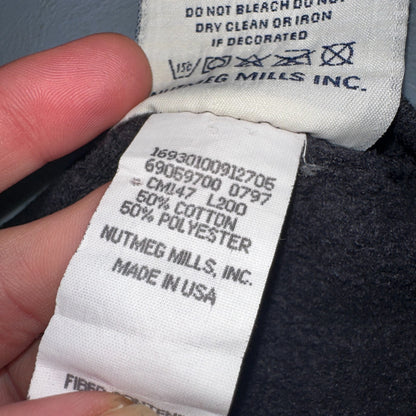 DO NOT BLEACH DO NOT
DRY CLEAN OR IRON
IF DECORATED
NUTMEG MILLS INC.
16930100912705
69059700 0797
CM147 L200
50% COTTON
50% POLYESTER
NUTMEG MILLS, INC.
MADE IN USA